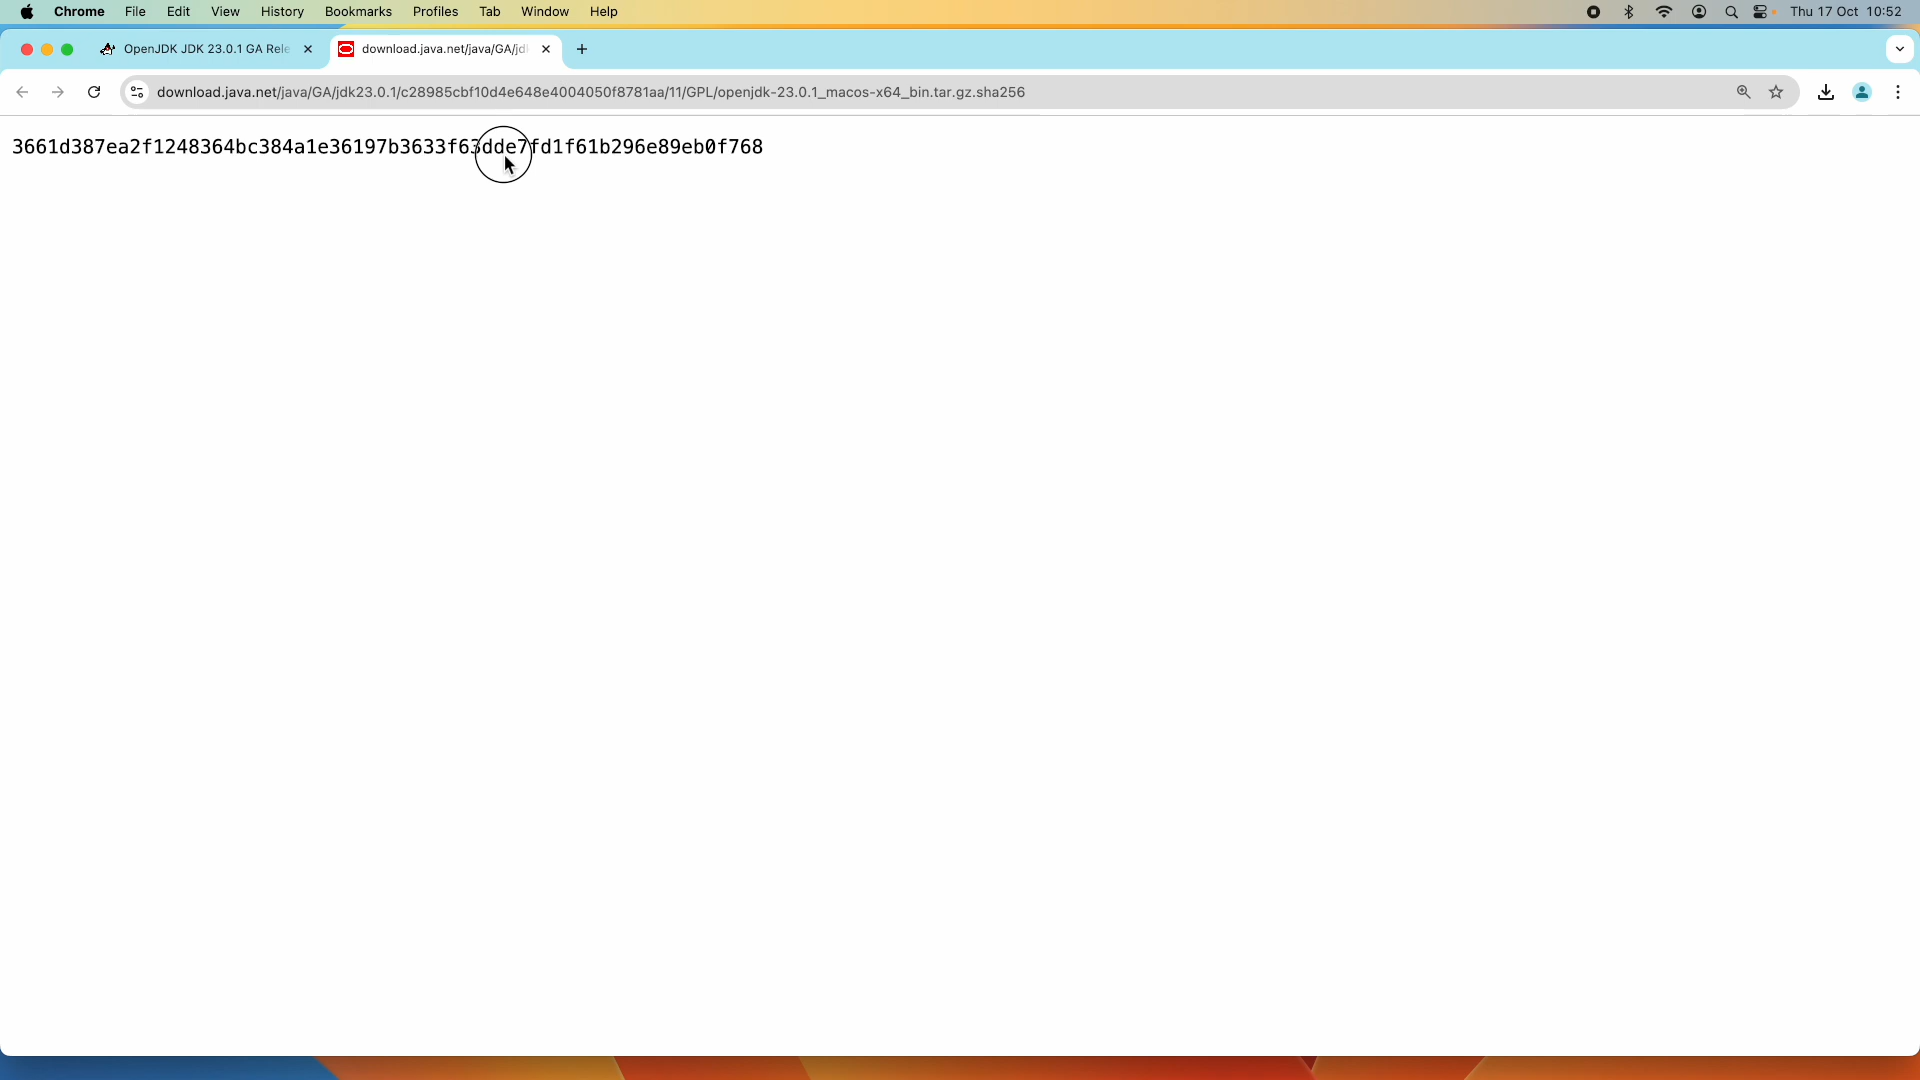 Chrome File Edit View History Bookmarks Profiles Tab Window Help Thu 17 Oct 10:52
OpenJDK JDK 23.0.1 GA Rele download.java.net/java/GA/jd
download.java.net/java/GA/jdk23.0.1/c28985cbf10d4e648e4004050f8781aa/11/GPL/openjdk-23.0.1_macos-x64_bin.tar.gz.sha256
3661d387ea2f1248364bc384a1e36197b3633f63dde7fd1f61b296e89eb0f768